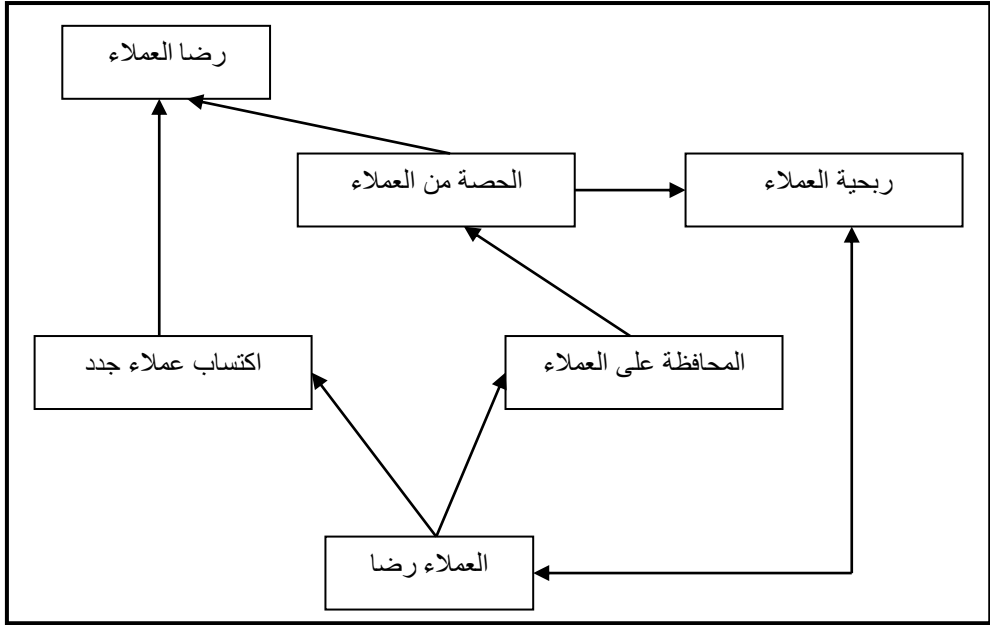 رضا العملاء
الحصة من العملاء
ربحية العملاء
اكتساب عملاء جدد
المحافظة على العملاء
العملاء رضا